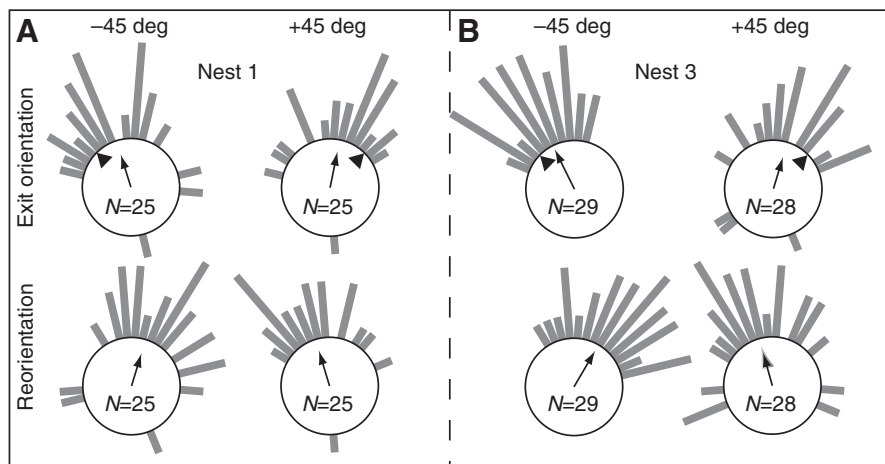 A
–45 deg
+45 deg
B
–45 deg
+45 deg
Nest 1
Nest 3
Exit orientation
N=25
N=25
N=29
N=28
Reorientation
N=25
N=25
N=29
N=28